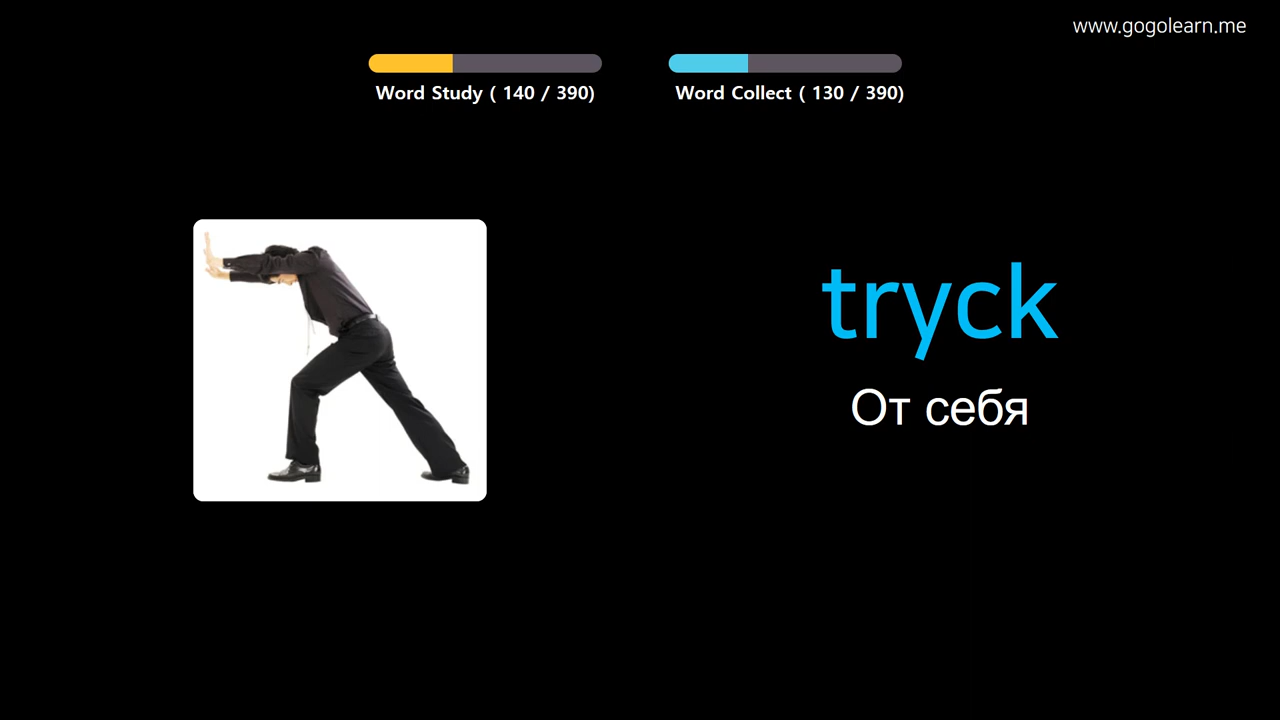 www.gogolearn.me
Word Study ( 140 / 390)
Word Collect ( 130 / 390)
tryck
От себя